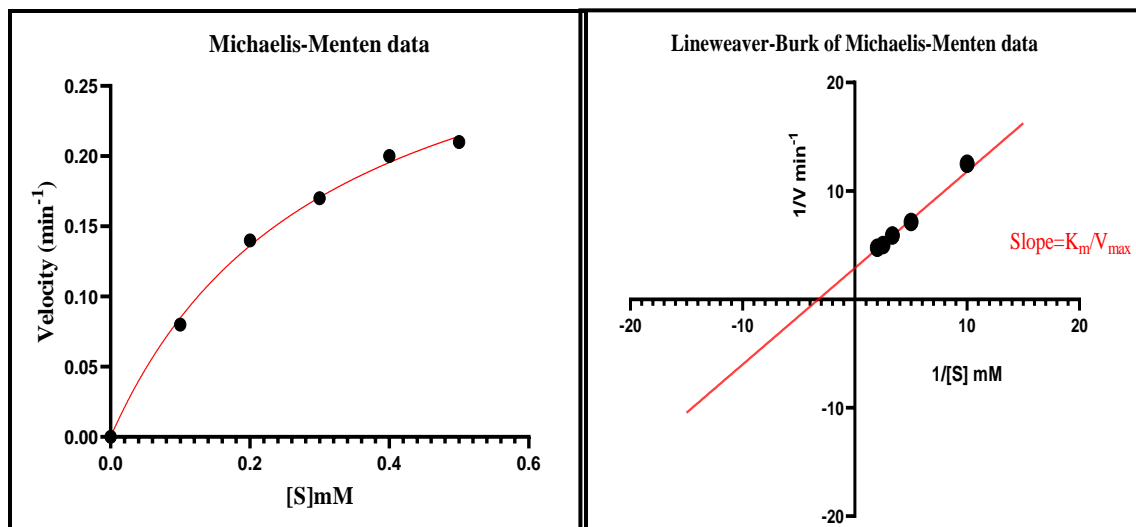 Michaelis-Menten data
0.25
0.20
0.15
0.10
0.05
0.00
Velocity (min⁻¹)
0.0 0.2 0.4 0.6
[S]mM
Lineweaver-Burk of Michaelis-Menten data
20
10
-10
-20
1/V min⁻¹
Slope=Kₘ/Vₘₐₓ
-20 -10 10 20
1/[S] mM